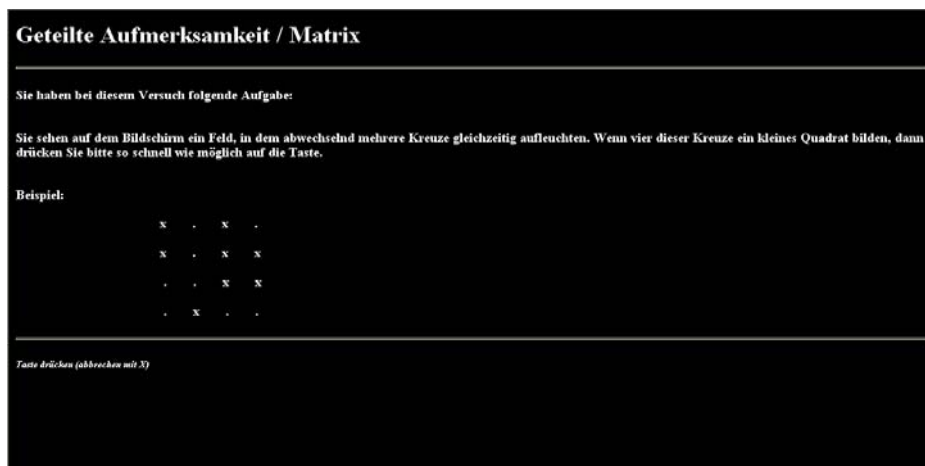 Geteilte Aufmerksamkeit / Matrix
Sie haben bei diesem Versuch folgende Aufgabe:
Sie sehen auf dem Bildschirm ein Feld, in dem abwechselnd mehrere Kreuze gleichzeitig aufleuchten. Wenn vier dieser Kreuze ein kleines Quadrat bilden, dann
drücken Sie bitte so schnell wie möglich auf die Taste.
Beispiel:
x . x .
x . x x
. . x x
. x . .
Taste drücken (abbrechen mit X)